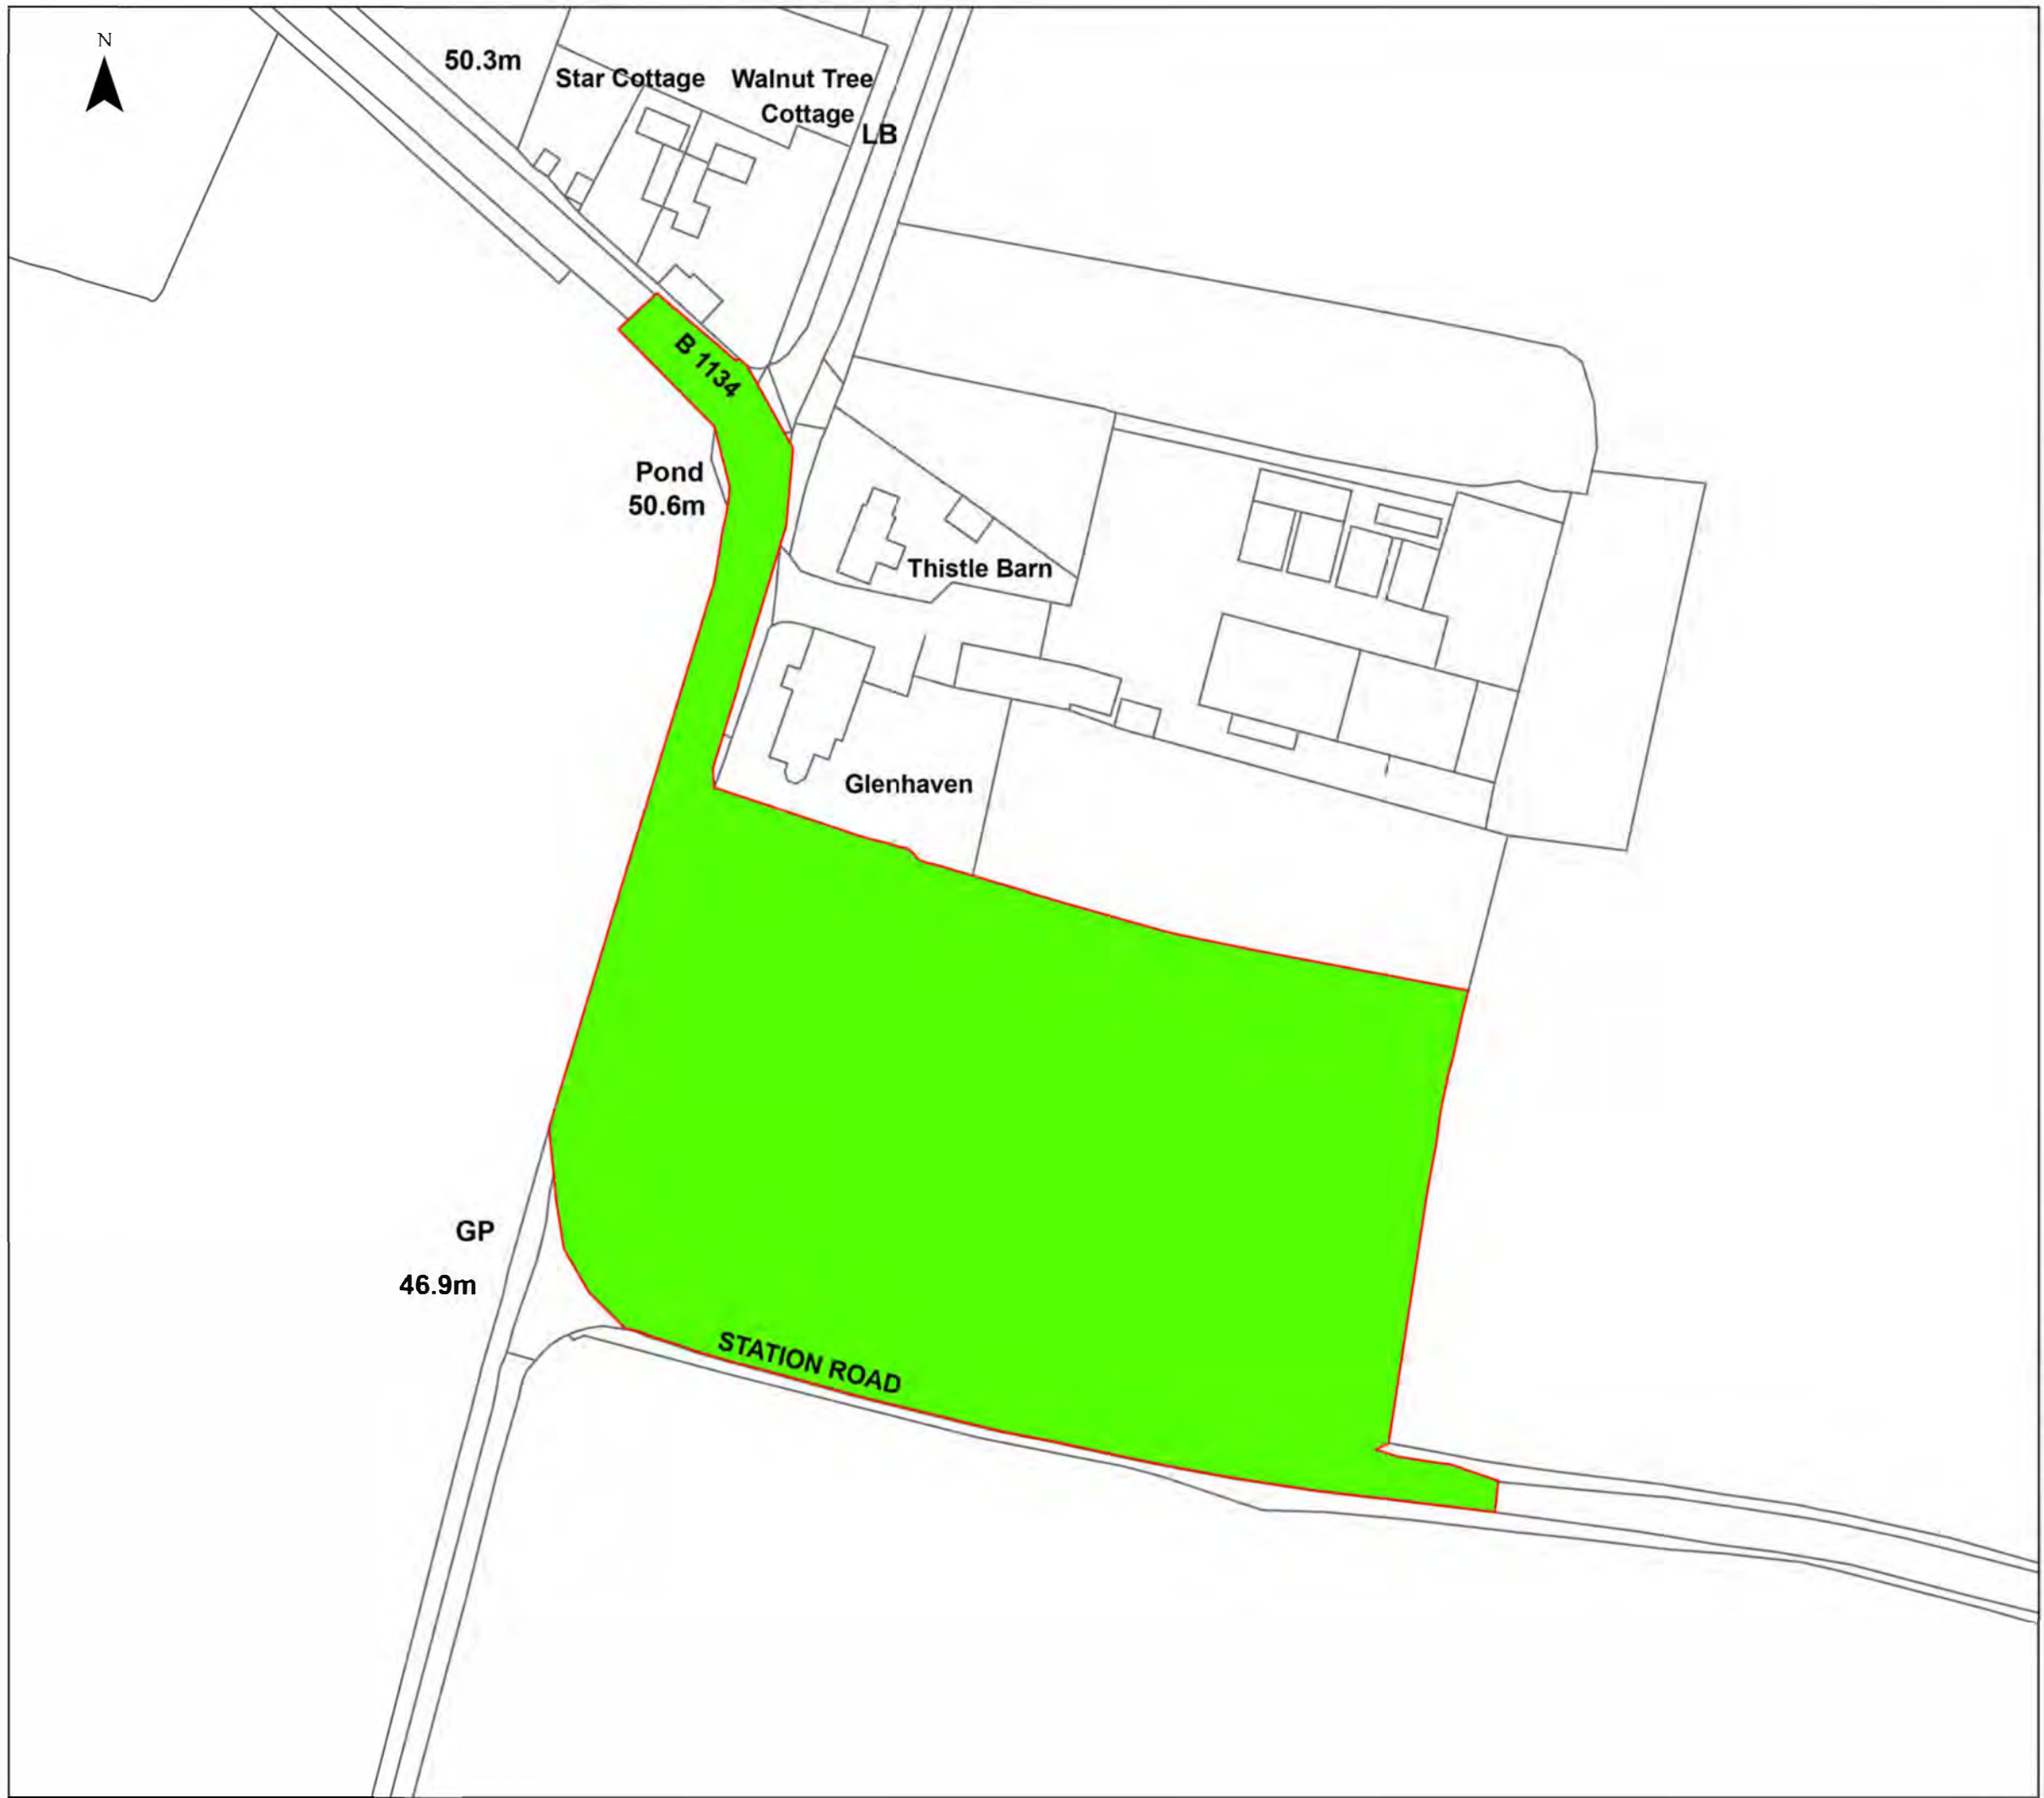 N
50.3m
Star Cottage
Walnut Tree
Cottage
LB
B 1134
Pond
50.6m
Thistle Barn
Glenhaven
GP
46.9m
STATION ROAD